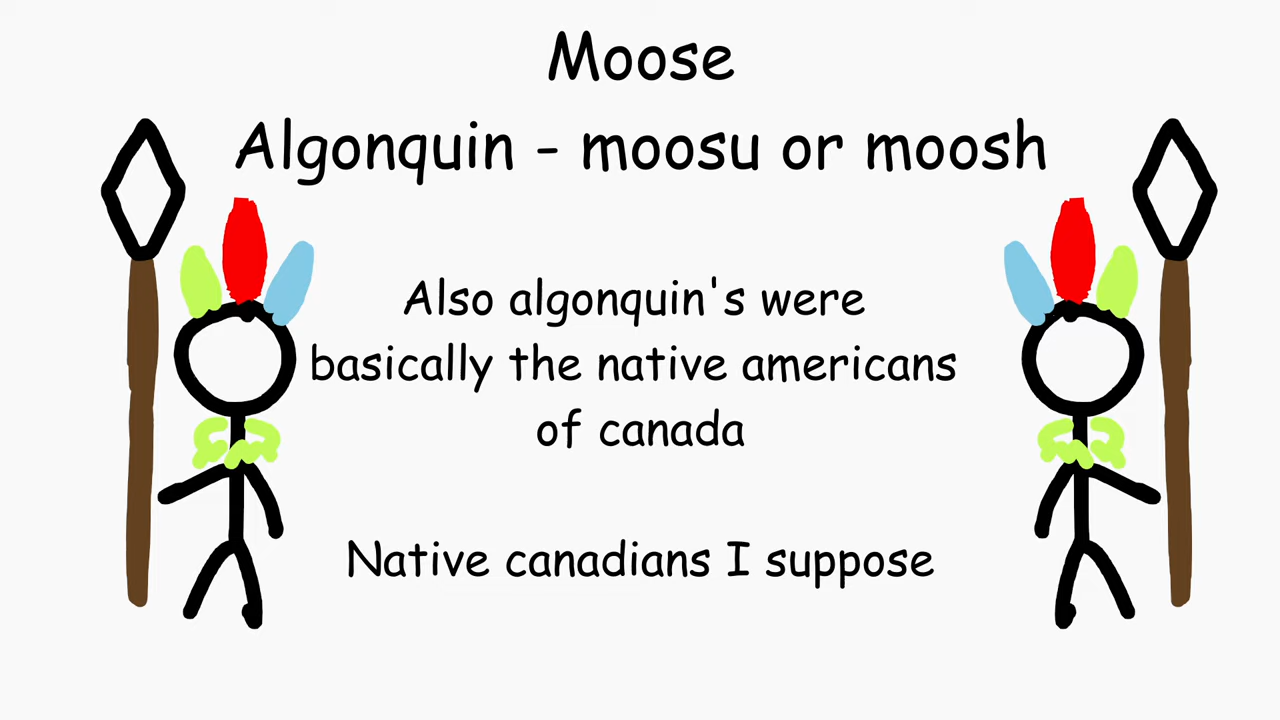 Moose
Algonquin - moosu or moosh
Also algonquin's were
basically the native americans
of canada
Native canadians I suppose